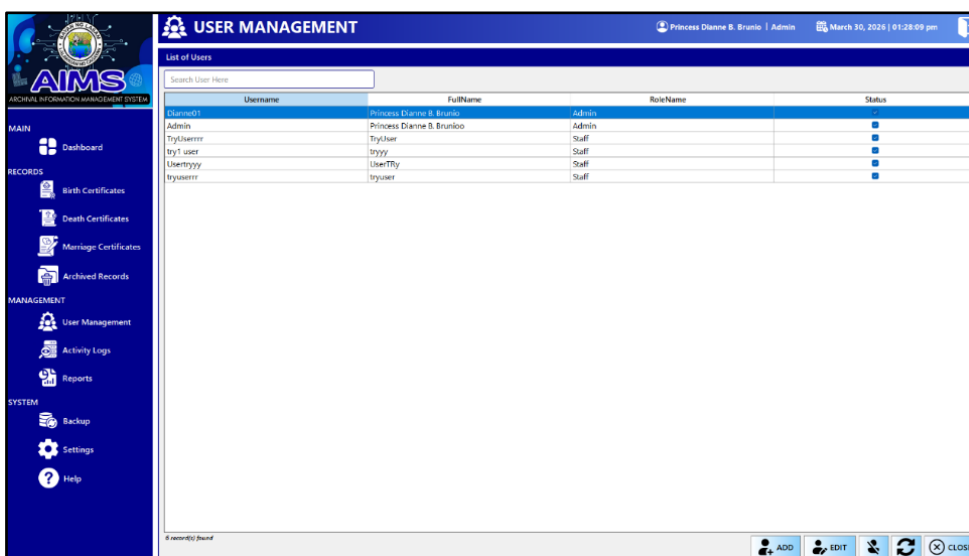 AIMS
ARCHIVAL INFORMATION MANAGEMENT SYSTEM
MAIN
Dashboard
RECORDS
Birth Certificates
Death Certificates
Marriage Certificates
Archived Records
MANAGEMENT
User Management
Activity Logs
Reports
SYSTEM
Backup
Settings
Help
USER MANAGEMENT
Princess Dianne B. Brunio | Admin
March 30, 2026 | 01:28:09 pm
List of Users
Search User Here
Username FullName RoleName Status
Dianne01 Princess Dianne B. Brunio Admin
Admin Princess Dianne B. Brunioo Admin
TryUserrrr TryUser Staff
try1 user tryyy Staff
Usertryyy UserTRy Staff
tryuserrr tryuser Staff
6 record(s) found
ADD
EDIT
CLOS